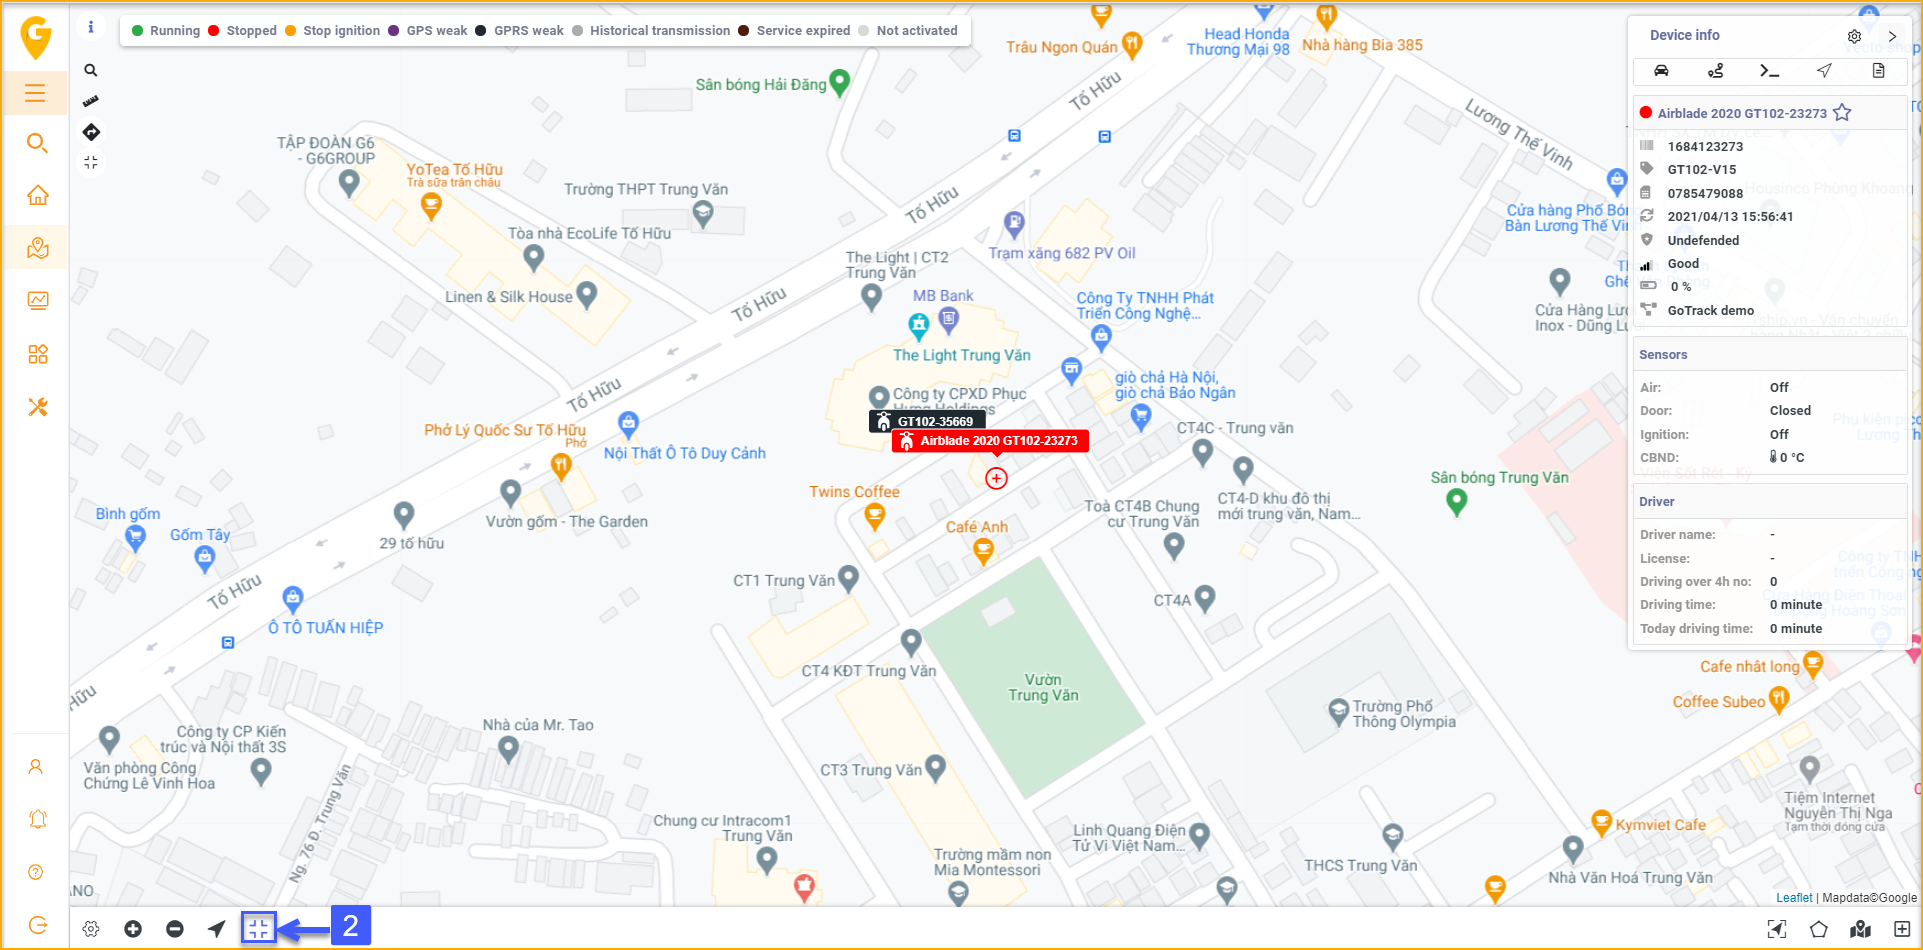 Running
Stopped
Stop ignition
GPS weak
GPRS weak
Historical transmission
Service expired
Not activated
Head Honda
Thương Mại 98
Nhà hàng Bia 385
Trâu Ngon Quán
Sân bóng Hải Đăng
Tố Hữu
Lương Thế Vinh
TẬP ĐOÀN G6
- G6GROUP
YoTea Tố Hữu
Trà sữa trân châu
Trường THPT Trung Văn
Tòa nhà EcoLife Tố Hữu
Tố Hữu
Trạm xăng 682 PV Oil
The Light | CT2
Trung Văn
Linen & Silk House
MB Bank
Tố Hữu
Công Ty TNHH Phát
Triển Công Nghệ...
The Light Trung Văn
giò chả Hà Nội,
giò chả Bảo Ngân
Công ty CPXD Phục
Hưng Holdings
Tố Hữu
GT102-35669
Airblade 2020 GT102-23273
Phở Lý Quốc Sư Tố Hữu
Phở
Nội Thất Ô Tô Duy Cảnh
CT4C - Trung văn
Sân bóng Trung Văn
Twins Coffee
CT4-D khu đô thị
mới trung văn, Nam...
Toà CT4B Chung
cư Trung Văn
Bình gốm
Gốm Tây
29 tố hữu
Vườn gốm - The Garden
Café Anh
CT1 Trung Văn
CT4A
Tố Hữu
Ô TÔ TUẤN HIỆP
CT4 KĐT Trung Văn
Vườn
Trung Văn
Hữu
Nhà của Mr. Tao
Công ty CP Kiến
trúc và Nội thất 3S
Văn phòng Công
Chứng Lê Vinh Hoa
Ng. 76 Đ. Trung Văn
CT3 Trung Văn
Trường Phổ
Thông Olympia
Chung cư Intracom1
Trung Văn
Trường mầm non
Mia Montessori
Linh Quang Điện
Tử Vi Việt Nam...
THCS Trung Văn
Kymviet Cafe
Nhà Văn Hoá Trung Văn
Tiệm Internet
Nguyễn Thị Nga
Tạm thời đóng cửa
Cafe nhất long
Coffee Subeo
Cửa hàng Phố Bón
Bàn Lương Thế Vin
Cửa Hàng Lư
Inox - Dũng Lu
Device info
Airblade 2020 GT102-23273
1684123273
GT102-V15
0785479088
2021/04/13 15:56:41
Undefended
Good
0 %
GoTrack demo
Sensors
Air: Off
Door: Closed
Ignition: Off
CBND: 0 °C
Driver
Driver name: -
License: -
Driving over 4h no: 0
Driving time: 0 minute
Today driving time: 0 minute
Leaflet | Mapdata©Google
2